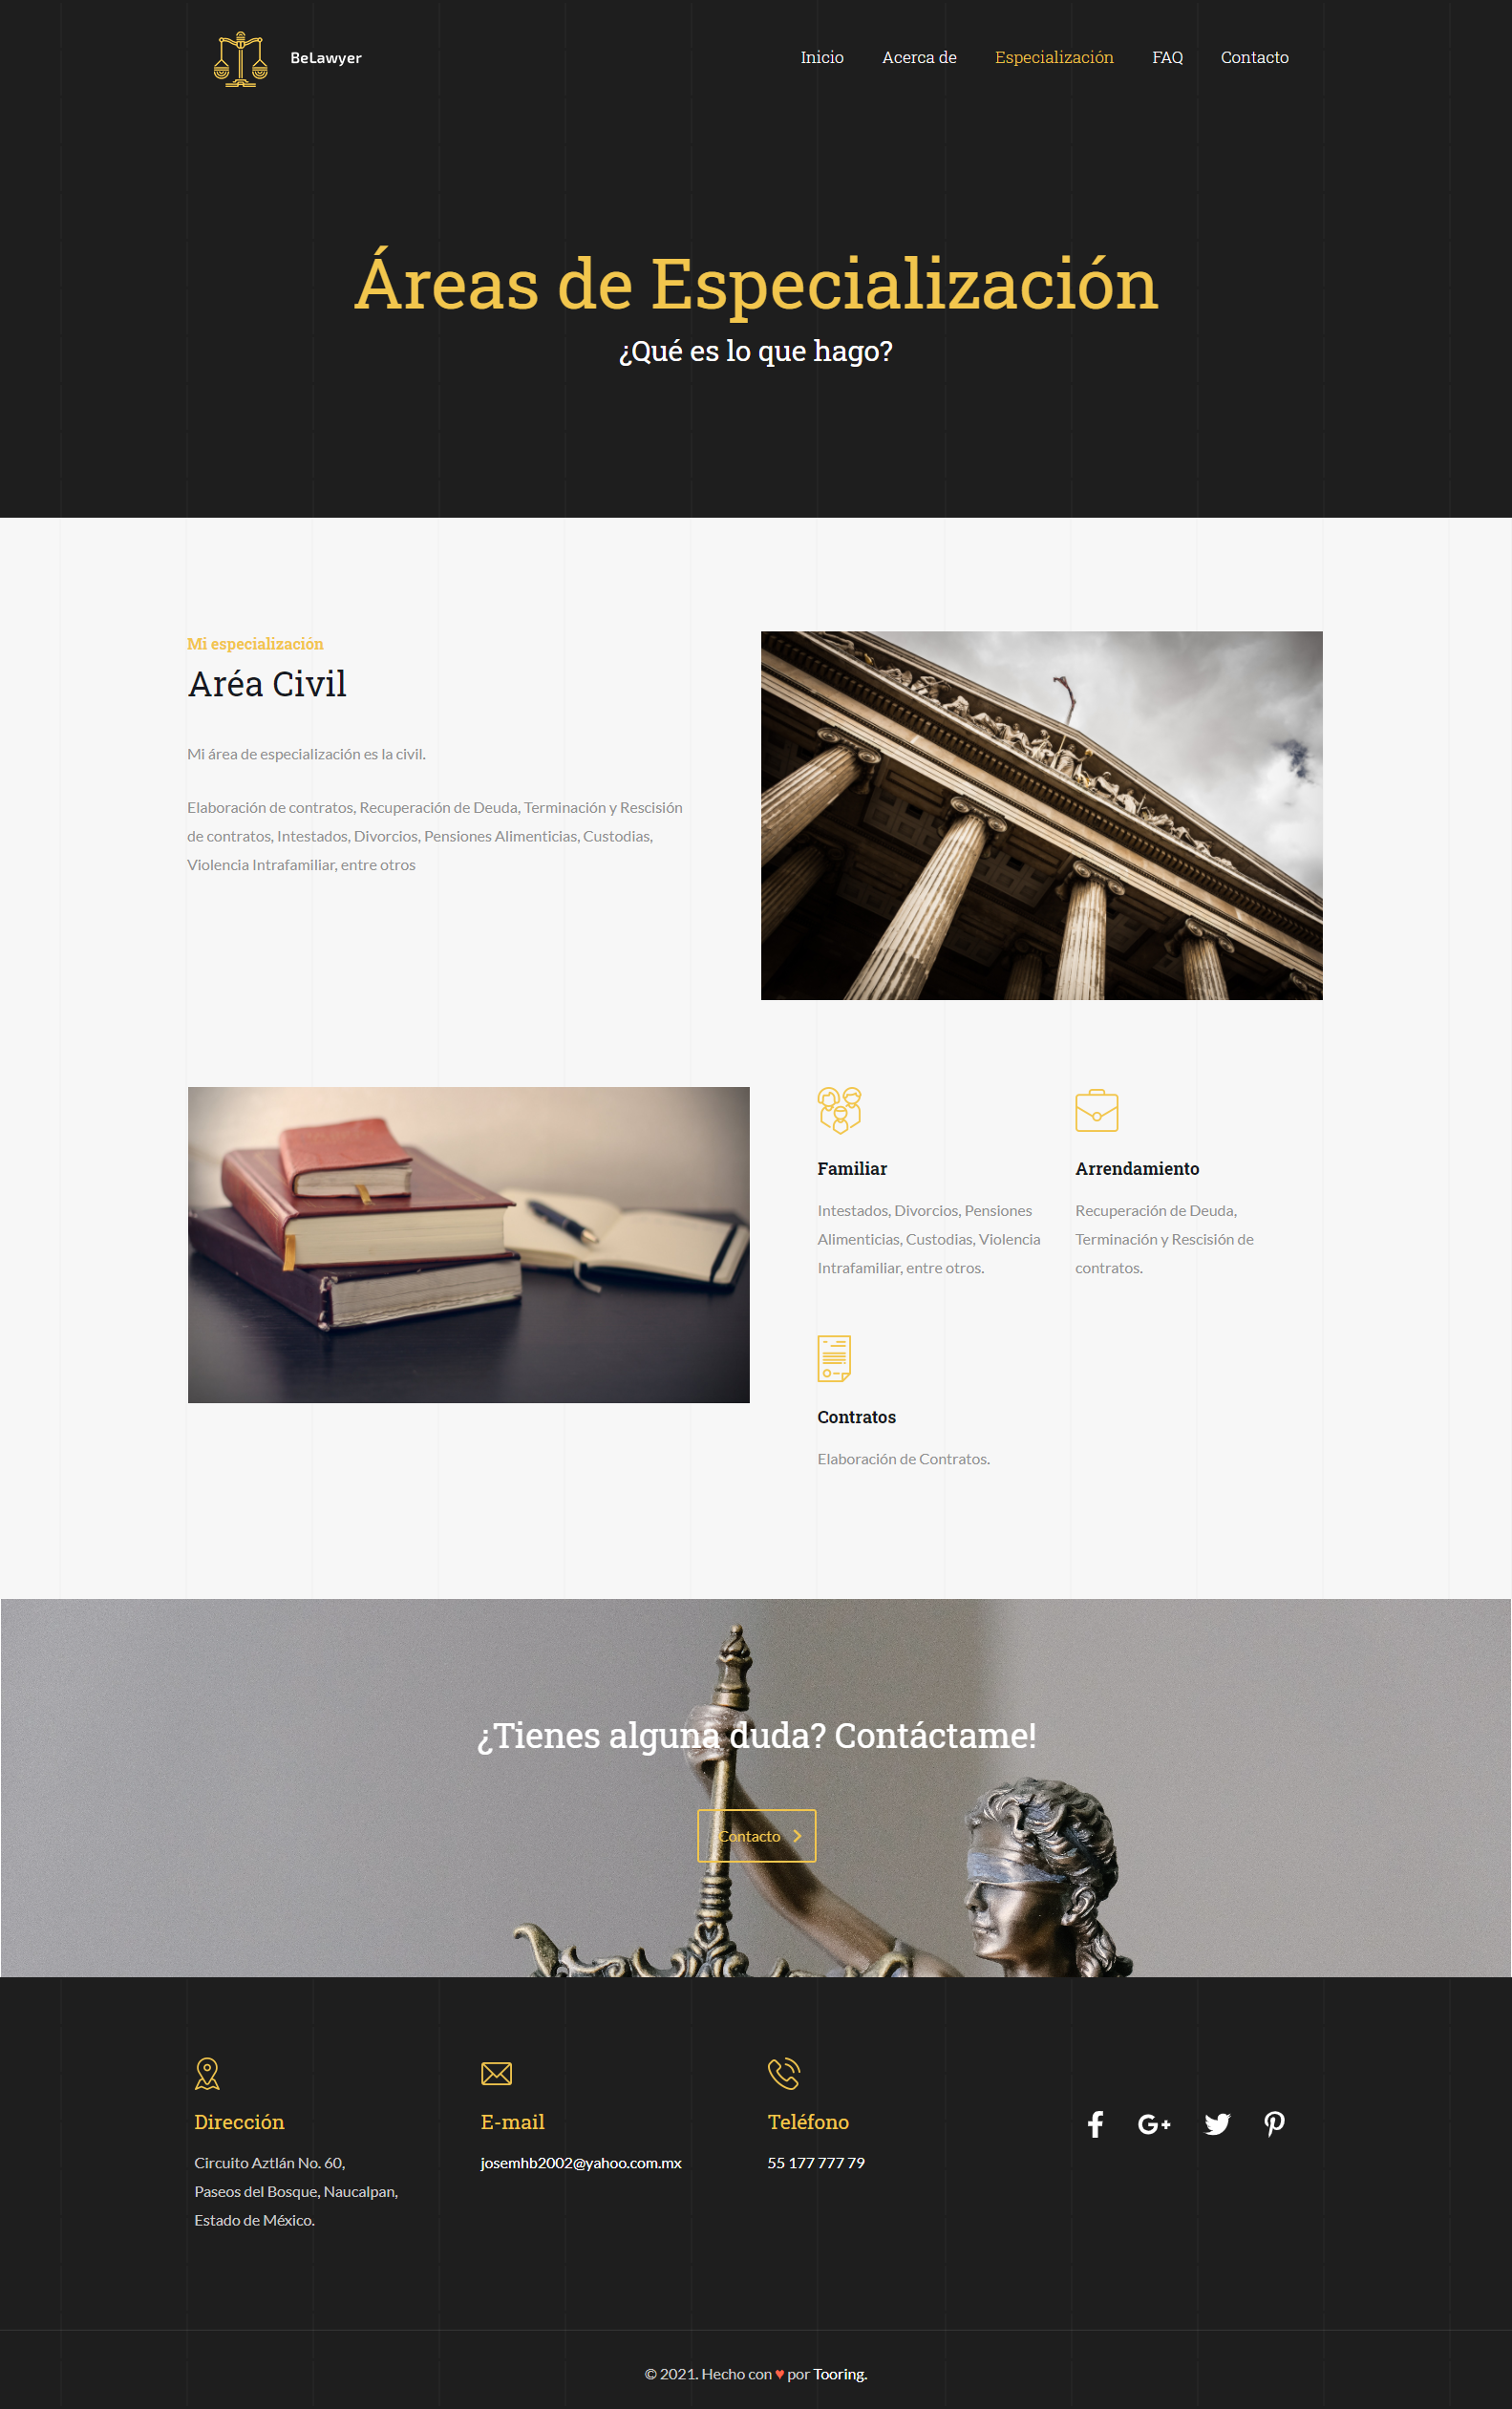 BeLawyer
Inicio
Acerca de
Especialización
FAQ
Contacto
Áreas de Especialización
¿Qué es lo que hago?
Mi especialización
Aréa Civil
Mi área de especialización es la civil.
Elaboración de contratos, Recuperación de Deuda, Terminación y Rescisión
de contratos, Intestados, Divorcios, Pensiones Alimenticias, Custodias,
Violencia Intrafamiliar, entre otros
Familiar
Intestados, Divorcios, Pensiones
Alimenticias, Custodias, Violencia
Intrafamiliar, entre otros.
Arrendamiento
Recuperación de Deuda,
Terminación y Rescisión de
contratos.
Contratos
Elaboración de Contratos.
¿Tienes alguna duda? Contáctame!
Contacto
Dirección
Circuito Aztlán No. 60,
Paseos del Bosque, Naucalpan,
Estado de México.
E-mail
josemhb2002@yahoo.com.mx
Teléfono
55 177 777 79
© 2021. Hecho con ♥ por Tooring.